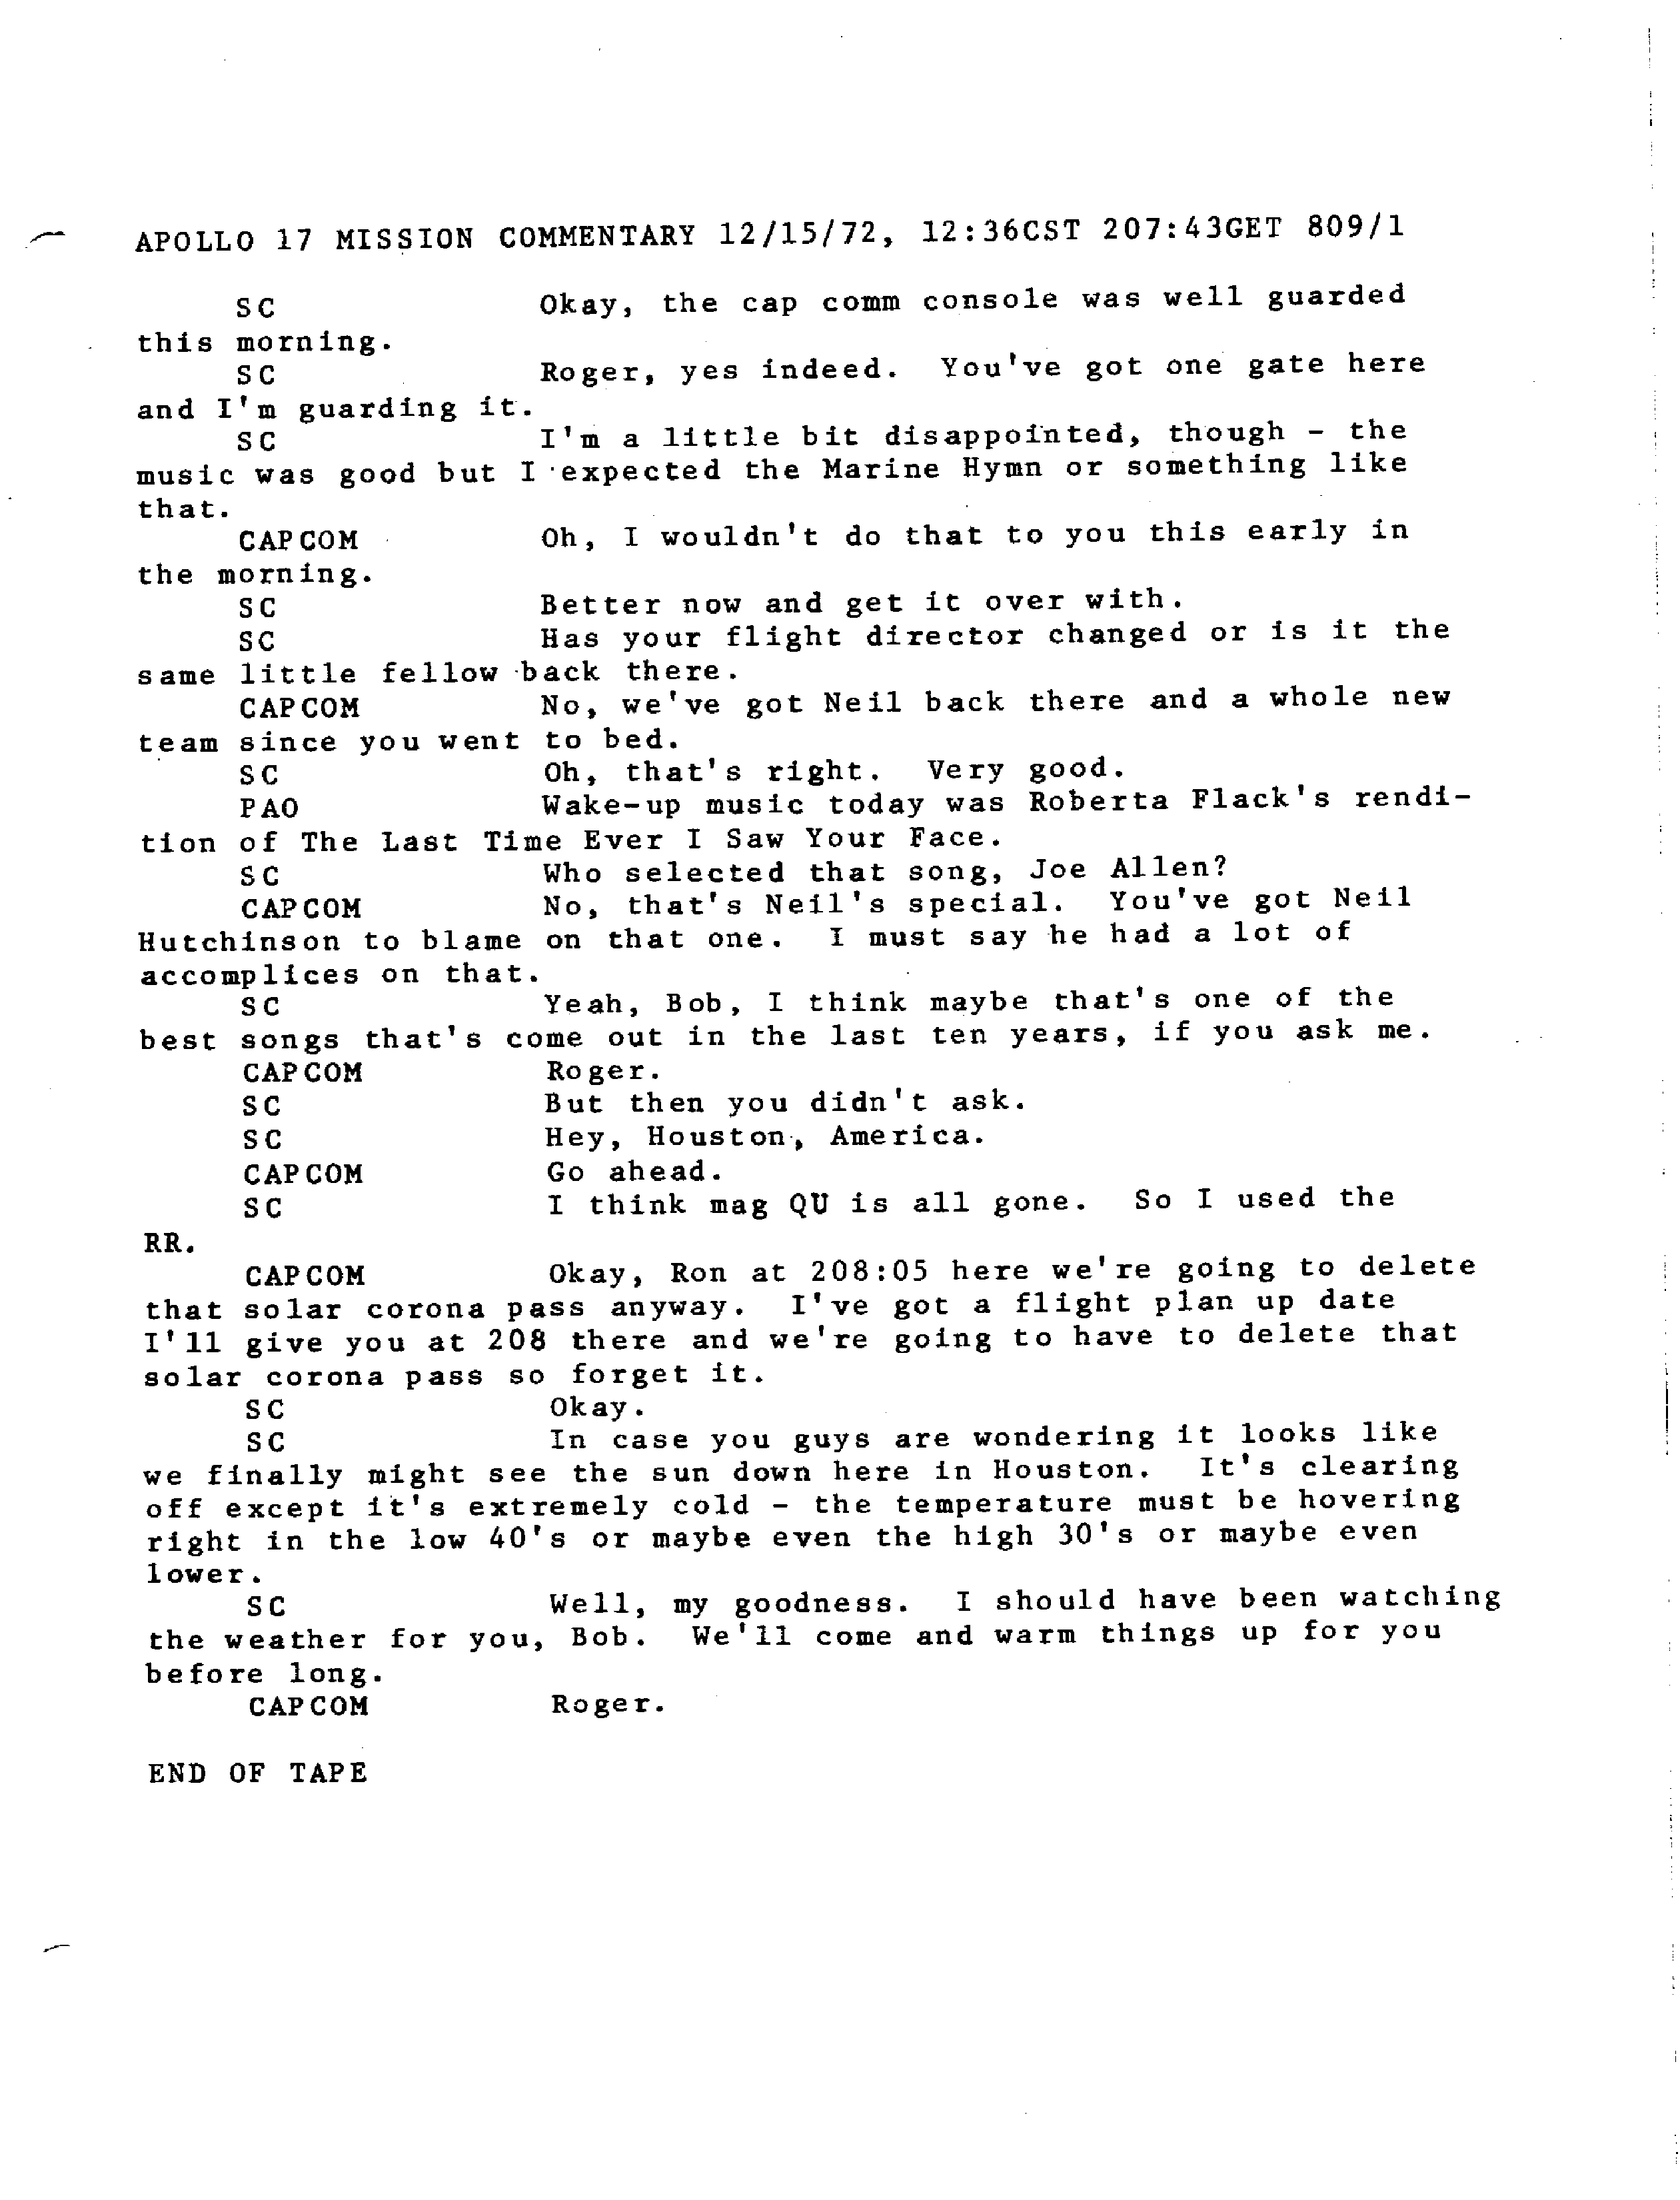 APOLLO 17 MISSION COMMENTARY 12/15/72, 12:36CST 207:43GET 809/1
SC Okay, the cap comm console was well guarded
this morning.
SC Roger, yes indeed. You've got one gate here
and I'm guarding it.
SC I'm a little bit disappointed, though - the
music was good but I expected the Marine Hymn or something like
that.
CAPCOM Oh, I wouldn't do that to you this early in
the morning.
SC Better now and get it over with.
SC Has your flight director changed or is it the
same little fellow back there.
CAPCOM No, we've got Neil back there and a whole new
team since you went to bed.
SC Oh, that's right. Very good.
PAO Wake-up music today was Roberta Flack's rendi-
tion of The Last Time Ever I Saw Your Face.
SC Who selected that song, Joe Allen?
CAPCOM No, that's Neil's special. You've got Neil
Hutchinson to blame on that one. I must say he had a lot of
accomplices on that.
SC Yeah, Bob, I think maybe that's one of the
best songs that's come out in the last ten years, if you ask me.
CAPCOM Roger.
SC But then you didn't ask.
SC Hey, Houston, America.
CAPCOM Go ahead.
SC I think mag QU is all gone. So I used the
RR.
CAPCOM Okay, Ron at 208:05 here we're going to delete
that solar corona pass anyway. I've got a flight plan up date
I'll give you at 208 there and we're going to have to delete that
solar corona pass so forget it.
SC Okay.
SC In case you guys are wondering it looks like
we finally might see the sun down here in Houston. It's clearing
off except it's extremely cold - the temperature must be hovering
right in the low 40's or maybe even the high 30's or maybe even
lower.
SC Well, my goodness. I should have been watching
the weather for you, Bob. We'll come and warm things up for you
before long.
CAPCOM Roger.
END OF TAPE